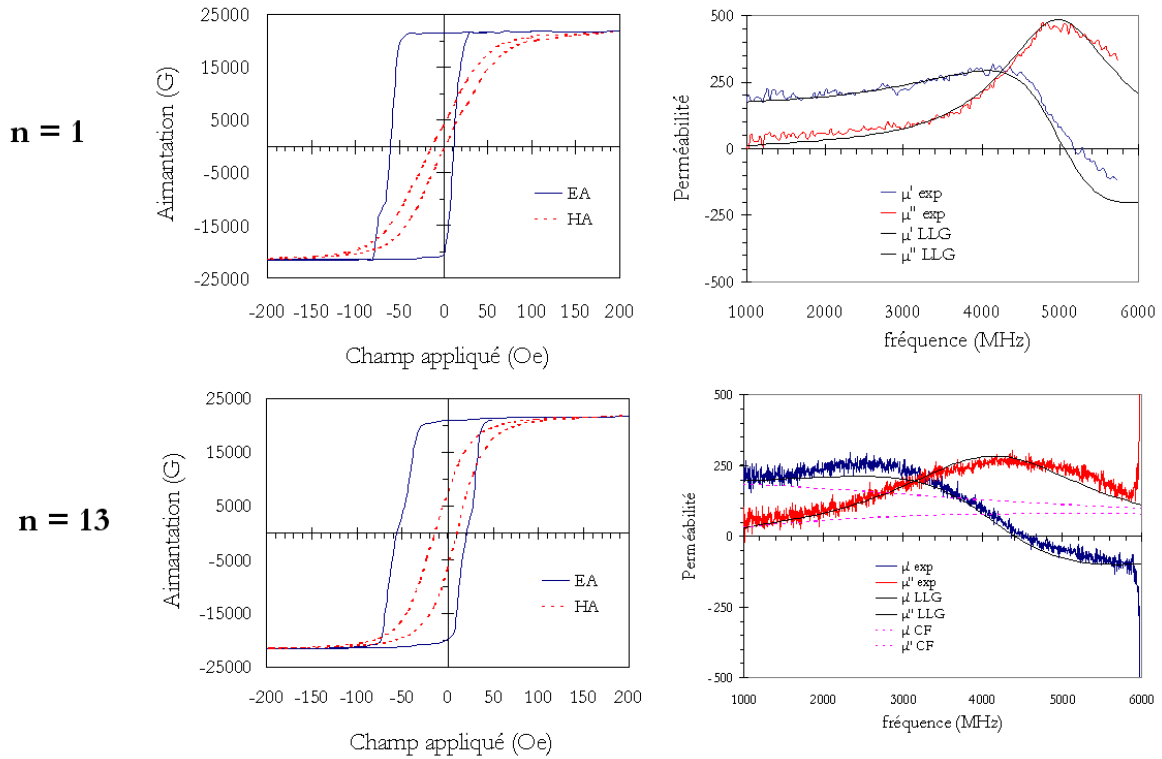 n = 1
Aimantation (G)
25000
15000
5000
-5000
-15000
-25000
-200 -150 -100 -50 0 50 100 150 200
Champ appliqué (Oe)
EA
HA
Perméabilité
500
250
0
-250
-500
1000 2000 3000 4000 5000 6000
fréquence (MHz)
μ' exp
μ" exp
μ' LLG
μ" LLG
n = 13
Aimantation (G)
25000
15000
5000
-5000
-15000
-25000
-200 -150 -100 -50 0 50 100 150 200
Champ appliqué (Oe)
EA
HA
Perméabilité
500
250
0
-250
-500
1000 2000 3000 4000 5000 6000
fréquence (MHz)
μ' exp
μ" exp
μ' LLG
μ" LLG
μ' CF
μ" CF